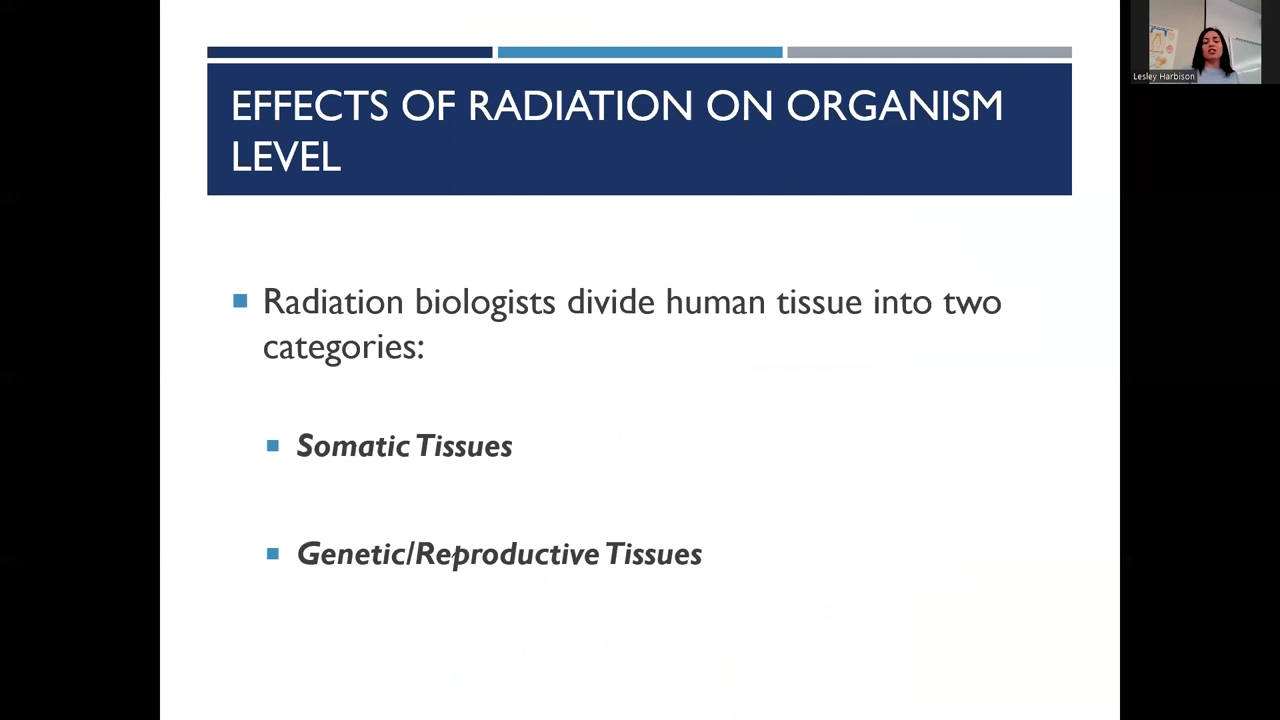 EFFECTS OF RADIATION ON ORGANISM
LEVEL
Radiation biologists divide human tissue into two
categories:
Somatic Tissues
Genetic/Reproductive Tissues
Lesley Harbison